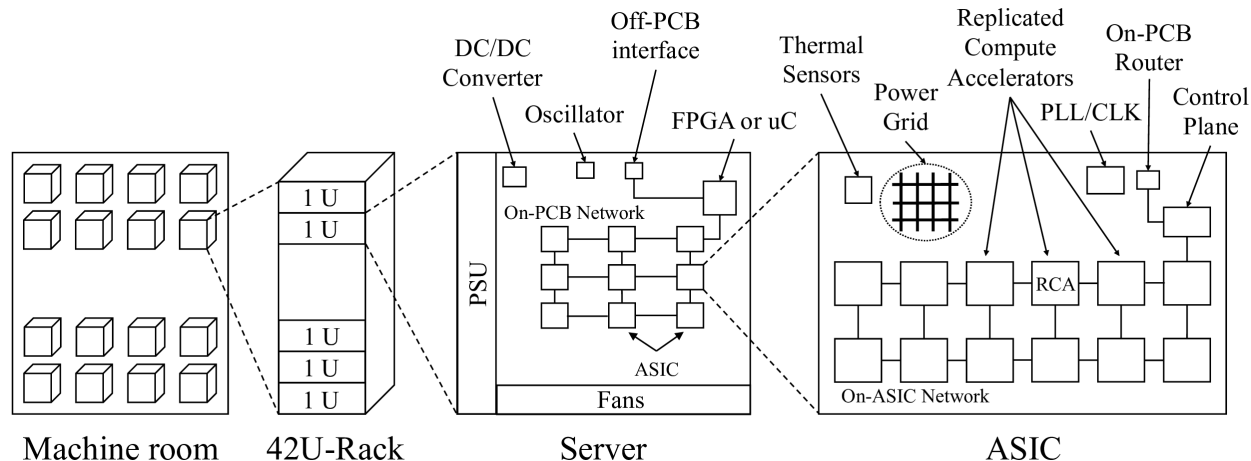 Off-PCB
interface
DC/DC
Converter
Oscillator
FPGA or uC
Thermal
Sensors
Power
Grid
Replicated
Compute
Accelerators
PLL/CLK
On-PCB
Router
Control
Plane
1 U
1 U
1 U
1 U
1 U
PSU
On-PCB Network
ASIC
Fans
RCA
On-ASIC Network
Machine room
42U-Rack
Server
ASIC